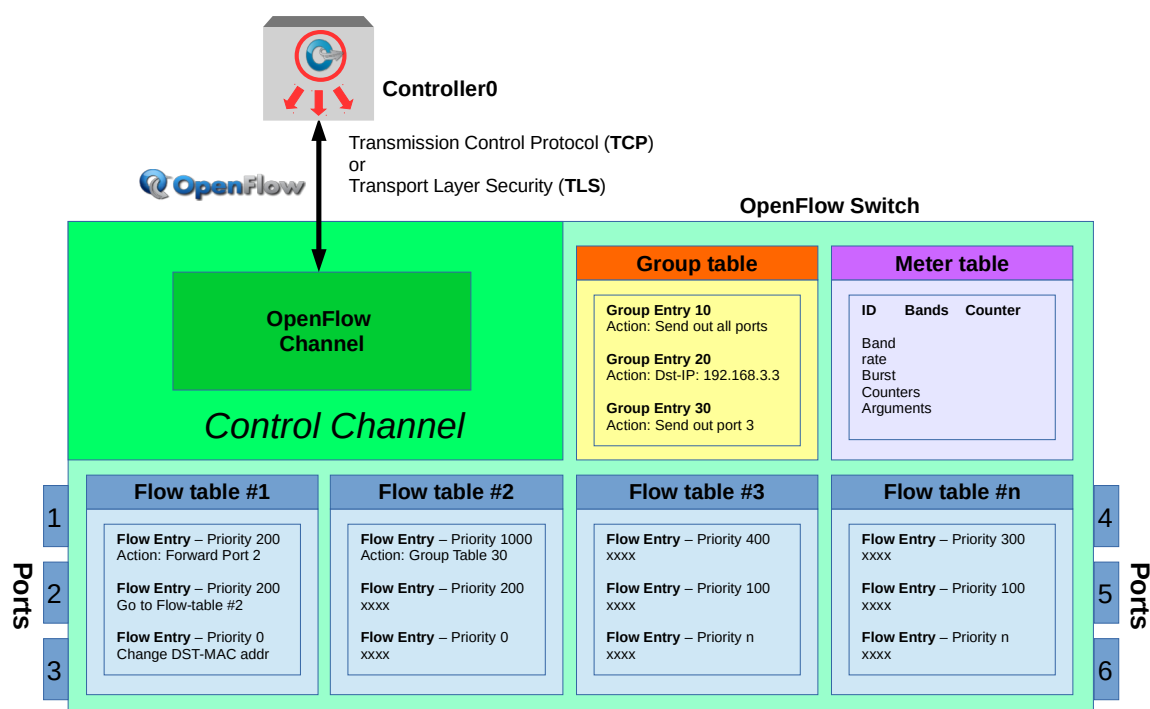 Controller0
Transmission Control Protocol (TCP)
or
Transport Layer Security (TLS)
OpenFlow
OpenFlow Switch
OpenFlow
Channel
Control Channel
Group table
Group Entry 10
Action: Send out all ports
Group Entry 20
Action: Dst-IP: 192.168.3.3
Group Entry 30
Action: Send out port 3
Meter table
ID Bands Counter
Band
rate
Burst
Counters
Arguments
Ports
1
2
3
Flow table #1
Flow Entry – Priority 200
Action: Forward Port 2
Flow Entry – Priority 200
Go to Flow-table #2
Flow Entry – Priority 0
Change DST-MAC addr
Flow table #2
Flow Entry – Priority 1000
Action: Group Table 30
Flow Entry – Priority 200
xxxx
Flow Entry – Priority 0
xxxx
Flow table #3
Flow Entry – Priority 400
xxxx
Flow Entry – Priority 100
xxxx
Flow Entry – Priority n
xxxx
Flow table #n
Flow Entry – Priority 300
xxxx
Flow Entry – Priority 100
xxxx
Flow Entry – Priority n
xxxx
4
5
6
Ports